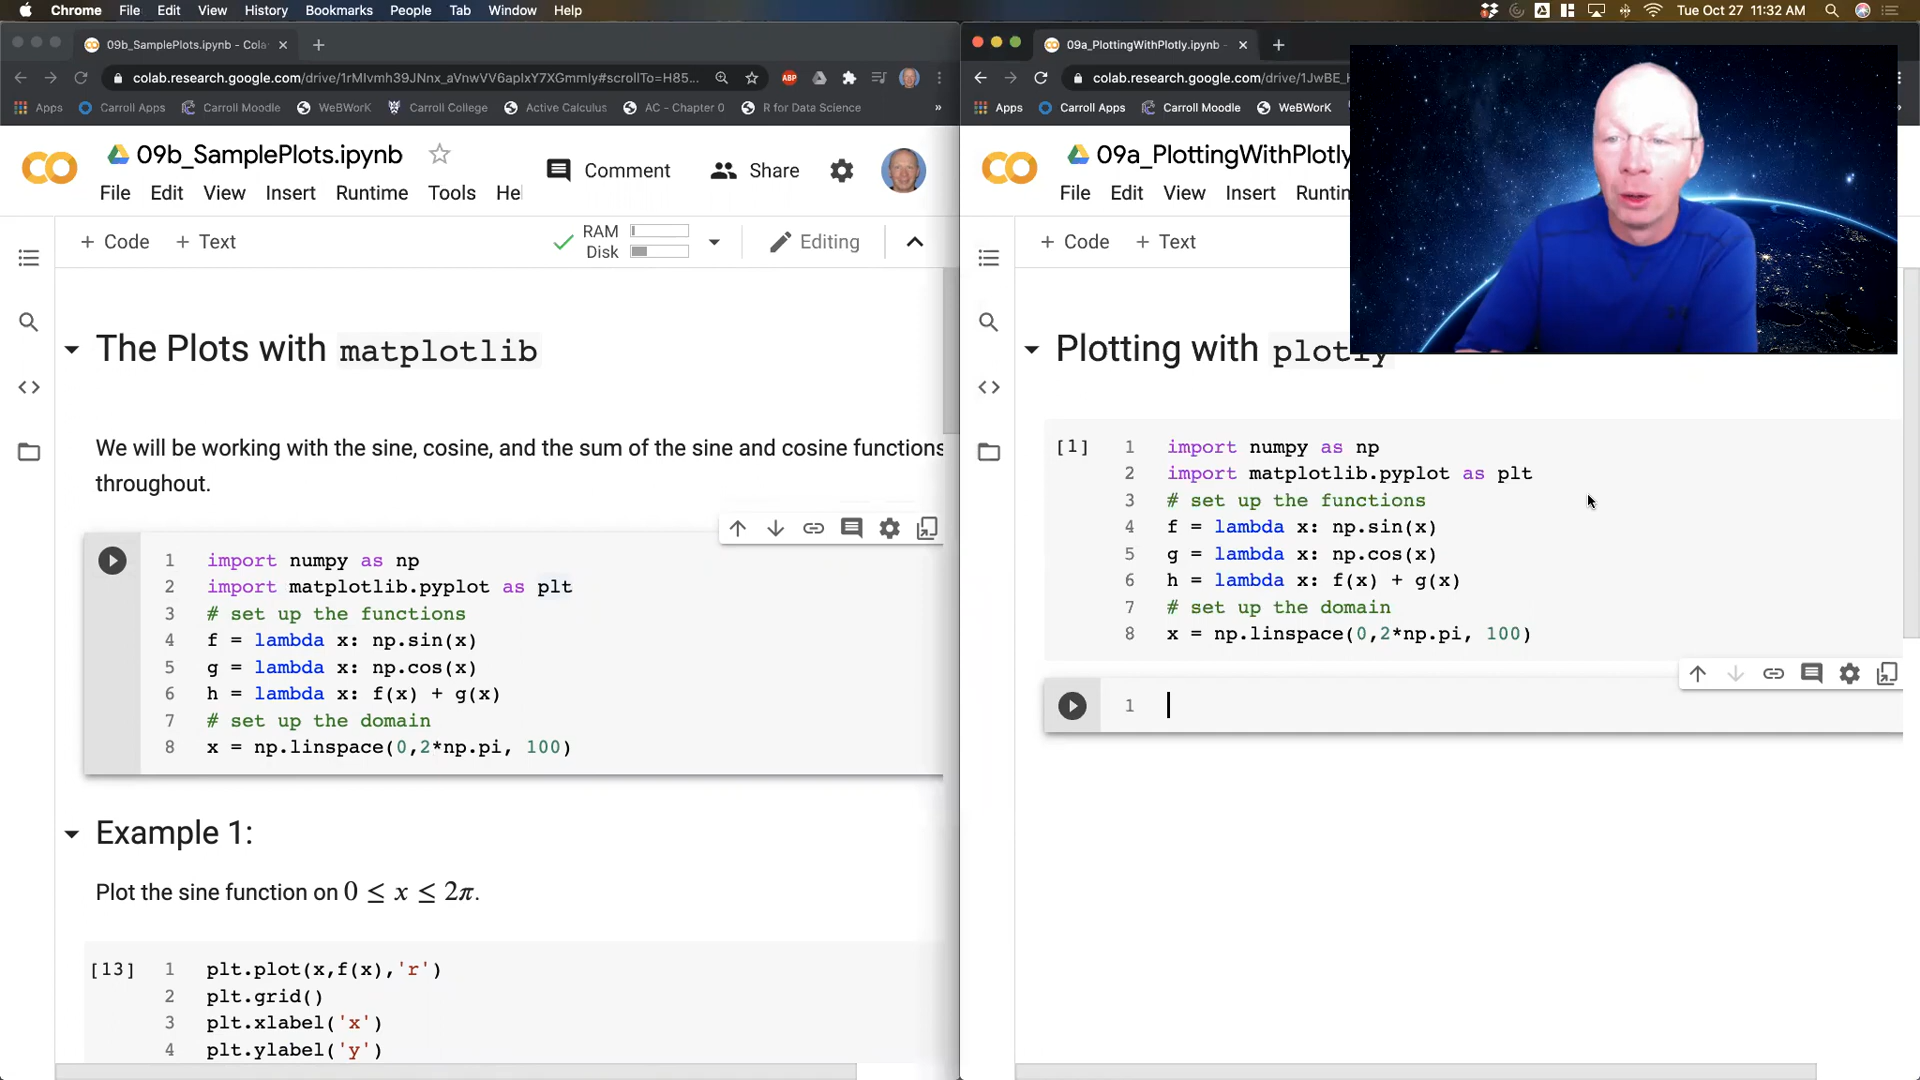 Chrome File Edit View History Bookmarks People Tab Window Help
Tue Oct 27 11:32 AM
09b_SamplePlots.ipynb - Cola
colab.research.google.com/drive/1rMIvmh39JNnx_aVnwVV6aplxY7XGmmly#scrollTo=H85...
ABP
Apps Carroll Apps Carroll Moodle WeBWorK Carroll College Active Calculus AC - Chapter 0 R for Data Science »
09b_SamplePlots.ipynb
Comment Share
File Edit View Insert Runtime Tools He
+ Code + Text
RAM
Disk
Editing
The Plots with matplotlib
We will be working with the sine, cosine, and the sum of the sine and cosine functions
throughout.
1 import numpy as np
2 import matplotlib.pyplot as plt
3 # set up the functions
4 f = lambda x: np.sin(x)
5 g = lambda x: np.cos(x)
6 h = lambda x: f(x) + g(x)
7 # set up the domain
8 x = np.linspace(0,2*np.pi, 100)
Example 1:
Plot the sine function on 0 ≤ x ≤ 2π.
[13] 1 plt.plot(x,f(x),'r')
2 plt.grid()
3 plt.xlabel('x')
4 plt.ylabel('y')
09a_PlottingWithPlotly.ipynb -
colab.research.google.com/drive/1JwBE_
Apps Carroll Apps Carroll Moodle WeBWorK
09a_PlottingWithPlotly
File Edit View Insert Runtin
+ Code + Text
Plotting with plotly
[1] 1 import numpy as np
2 import matplotlib.pyplot as plt
3 # set up the functions
4 f = lambda x: np.sin(x)
5 g = lambda x: np.cos(x)
6 h = lambda x: f(x) + g(x)
7 # set up the domain
8 x = np.linspace(0,2*np.pi, 100)
1